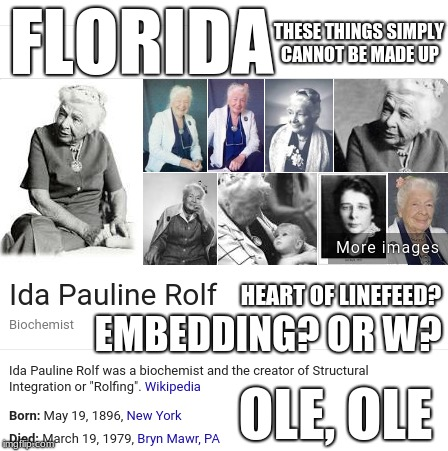 FLORIDA
THESE THINGS SIMPLY
CANNOT BE MADE UP
More images
Ida Pauline Rolf
HEART OF LINEFEED?
Biochemist
EMBEDDING? OR W?
Ida Pauline Rolf was a biochemist and the creator of Structural
Integration or "Rolfing". Wikipedia
Born: May 19, 1896, New York
OLE, OLE
Died: March 19, 1979, Bryn Mawr, PA
imgflip.com